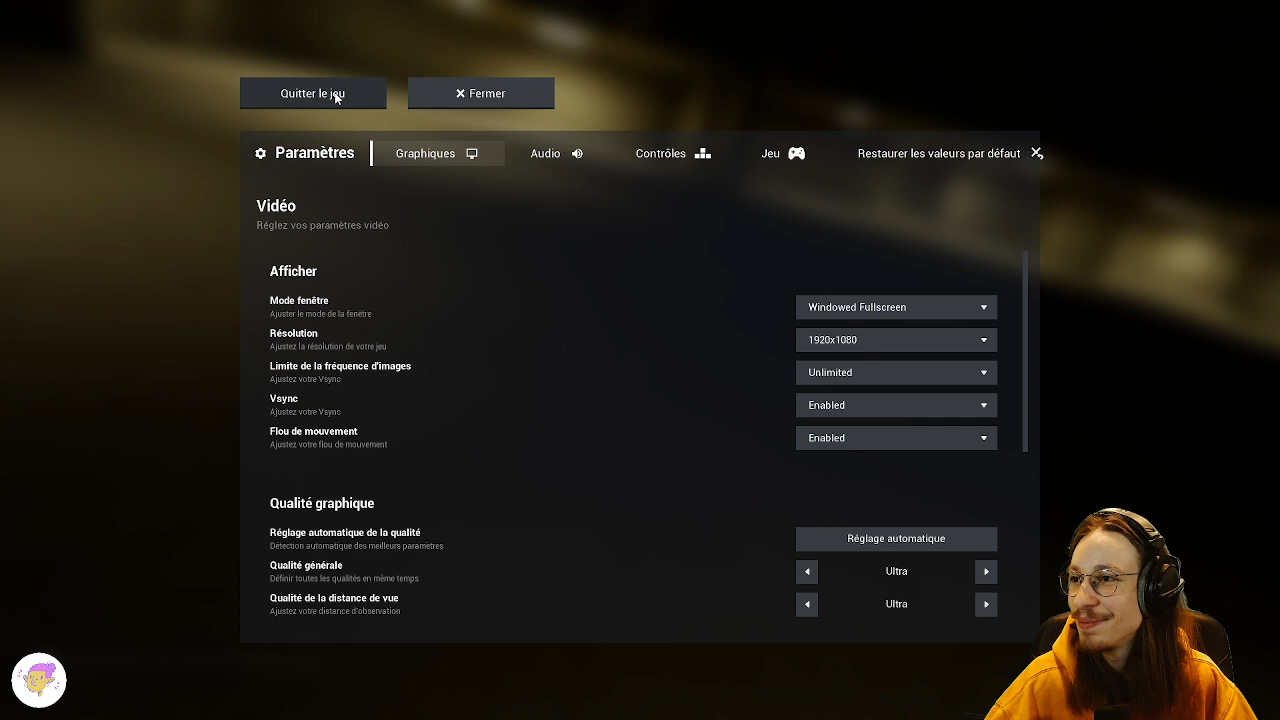 Quitter le jeu
✕ Fermer
Paramètres
Graphiques
Audio
Contrôles
Jeu
Restaurer les valeurs par défaut
Vidéo
Réglez vos paramètres vidéo
Afficher
Mode fenêtre
Windowed Fullscreen
Ajuster le mode de la fenêtre
Résolution
1920x1080
Ajustez la résolution de votre jeu
Limite de la fréquence d'images
Unlimited
Ajustez votre Vsync
Vsync
Enabled
Ajustez votre Vsync
Flou de mouvement
Enabled
Ajustez votre flou de mouvement
Qualité graphique
Réglage automatique de la qualité
Réglage automatique
Détection automatique des meilleurs paramètres
Qualité générale
Ultra
Définir toutes les qualités en même temps
Qualité de la distance de vue
Ultra
Ajustez votre distance d'observation